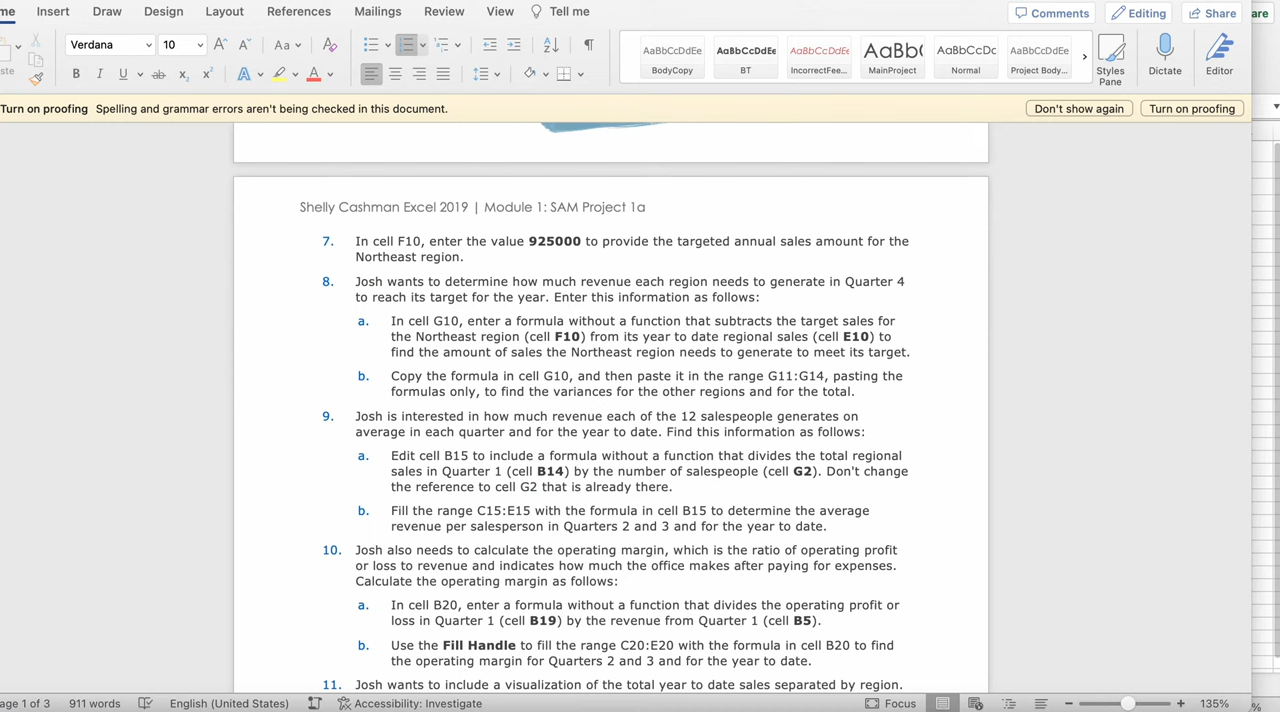 me Insert Draw Design Layout References Mailings Review View Tell me Comments Editing Share are
Verdana 10 A A Aa A AaBbCcDdEe AaBbCcDdEe AaBbCcDdEe AaBb( AaBbCcDc AaBbCcDdEe
ste B I U ab x₂ x² A A BodyCopy BT IncorrectFee... MainProject Normal Project Body... Styles Pane Dictate Editor
Turn on proofing Spelling and grammar errors aren't being checked in this document. Don't show again Turn on proofing
Shelly Cashman Excel 2019 | Module 1: SAM Project 1a
7. In cell F10, enter the value 925000 to provide the targeted annual sales amount for the
Northeast region.
8. Josh wants to determine how much revenue each region needs to generate in Quarter 4
to reach its target for the year. Enter this information as follows:
a. In cell G10, enter a formula without a function that subtracts the target sales for
the Northeast region (cell F10) from its year to date regional sales (cell E10) to
find the amount of sales the Northeast region needs to generate to meet its target.
b. Copy the formula in cell G10, and then paste it in the range G11:G14, pasting the
formulas only, to find the variances for the other regions and for the total.
9. Josh is interested in how much revenue each of the 12 salespeople generates on
average in each quarter and for the year to date. Find this information as follows:
a. Edit cell B15 to include a formula without a function that divides the total regional
sales in Quarter 1 (cell B14) by the number of salespeople (cell G2). Don't change
the reference to cell G2 that is already there.
b. Fill the range C15:E15 with the formula in cell B15 to determine the average
revenue per salesperson in Quarters 2 and 3 and for the year to date.
10. Josh also needs to calculate the operating margin, which is the ratio of operating profit
or loss to revenue and indicates how much the office makes after paying for expenses.
Calculate the operating margin as follows:
a. In cell B20, enter a formula without a function that divides the operating profit or
loss in Quarter 1 (cell B19) by the revenue from Quarter 1 (cell B5).
b. Use the Fill Handle to fill the range C20:E20 with the formula in cell B20 to find
the operating margin for Quarters 2 and 3 and for the year to date.
11. Josh wants to include a visualization of the total year to date sales separated by region.
age 1 of 3 911 words English (United States) Accessibility: Investigate Focus 135% %